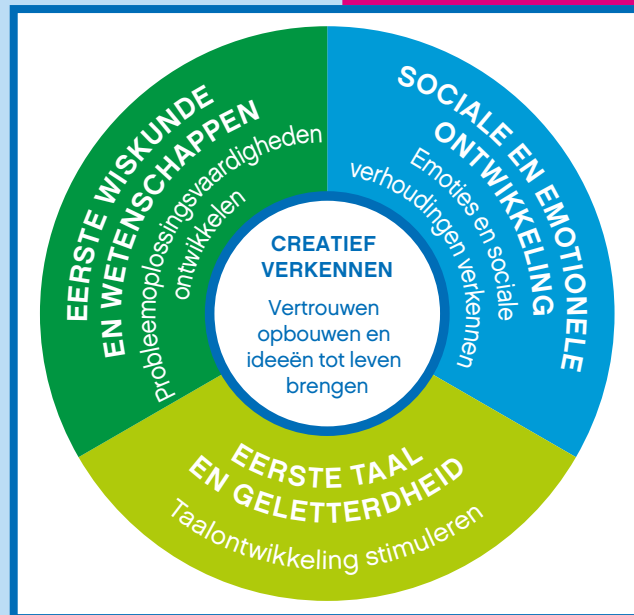 EERSTE WISKUNDE
EN WETENSCHAPPEN
Probleemoplossingsvaardigheden
ontwikkelen
SOCIALE EN EMOTIONELE
ONTWIKKELING
Emoties en sociale
verhoudingen verkennen
CREATIEF
VERKENNEN
Vertrouwen
opbouwen en
ideeën tot leven
brengen
EERSTE TAAL
EN GELETTERDHEID
Taalontwikkeling stimuleren